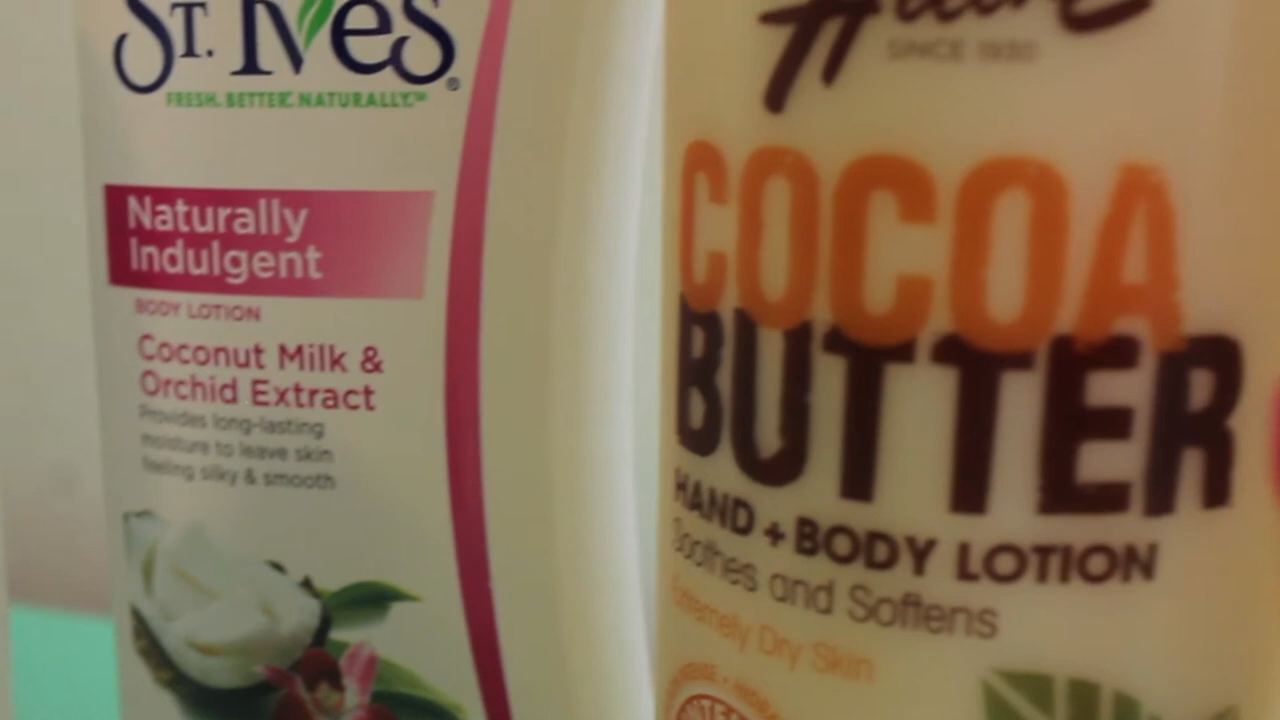 St. Ives
FRESH. BETTER. NATURALLY.™
Naturally
Indulgent
BODY LOTION
Coconut Milk &
Orchid Extract
Provides long-lasting
moisture to leave skin
feeling silky & smooth
SINCE 1930
COCOA
BUTTER
HAND + BODY LOTION
Soothes and Softens
Extremely Dry Skin